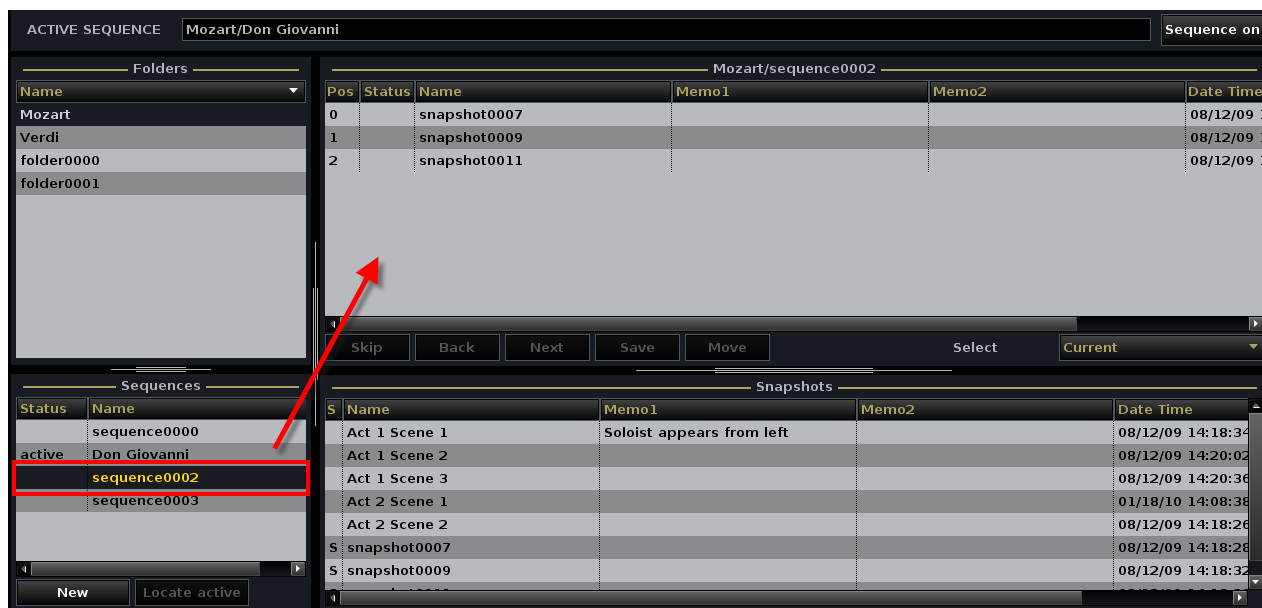 ACTIVE SEQUENCE Mozart/Don Giovanni Sequence on
Folders
Name
Mozart
Verdi
folder0000
folder0001
Mozart/sequence0002
Pos Status Name Memo1 Memo2 Date Time
0 snapshot0007 08/12/09
1 snapshot0009 08/12/09
2 snapshot0011 08/12/09
Skip Back Next Save Move Select Current
Sequences
Status Name
sequence0000
active Don Giovanni
sequence0002
sequence0003
New Locate active
Snapshots
S Name Memo1 Memo2 Date Time
Act 1 Scene 1 Soloist appears from left 08/12/09 14:18:34
Act 1 Scene 2 08/12/09 14:20:02
Act 1 Scene 3 08/12/09 14:20:36
Act 2 Scene 1 01/18/10 14:08:38
Act 2 Scene 2 08/12/09 14:18:26
S snapshot0007 08/12/09 14:18:28
S snapshot0009 08/12/09 14:18:32